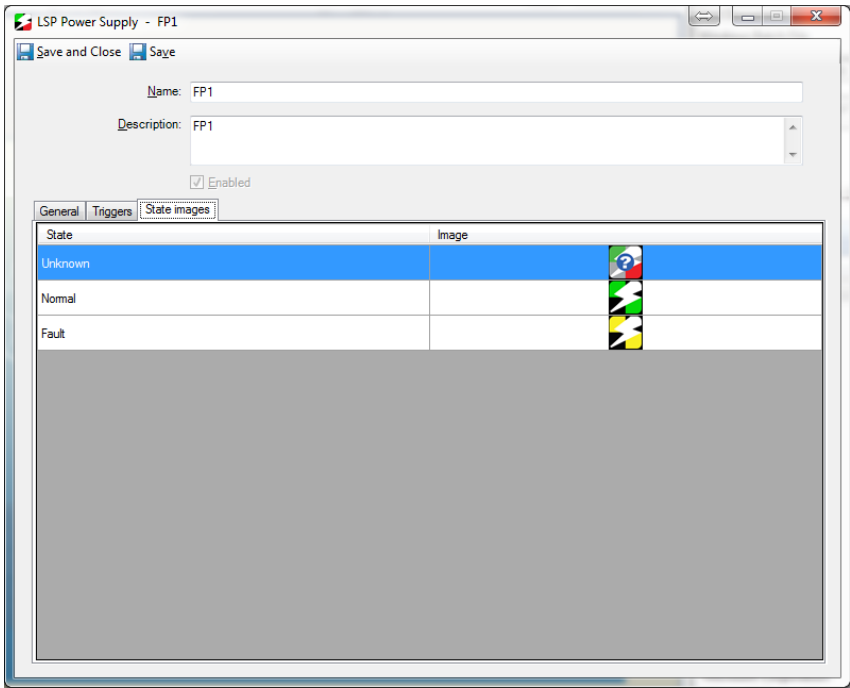 LSP Power Supply - FP1
Save and Close Save
Name: FP1
Description: FP1
Enabled
General Triggers State images
State Image
Unknown
Normal
Fault